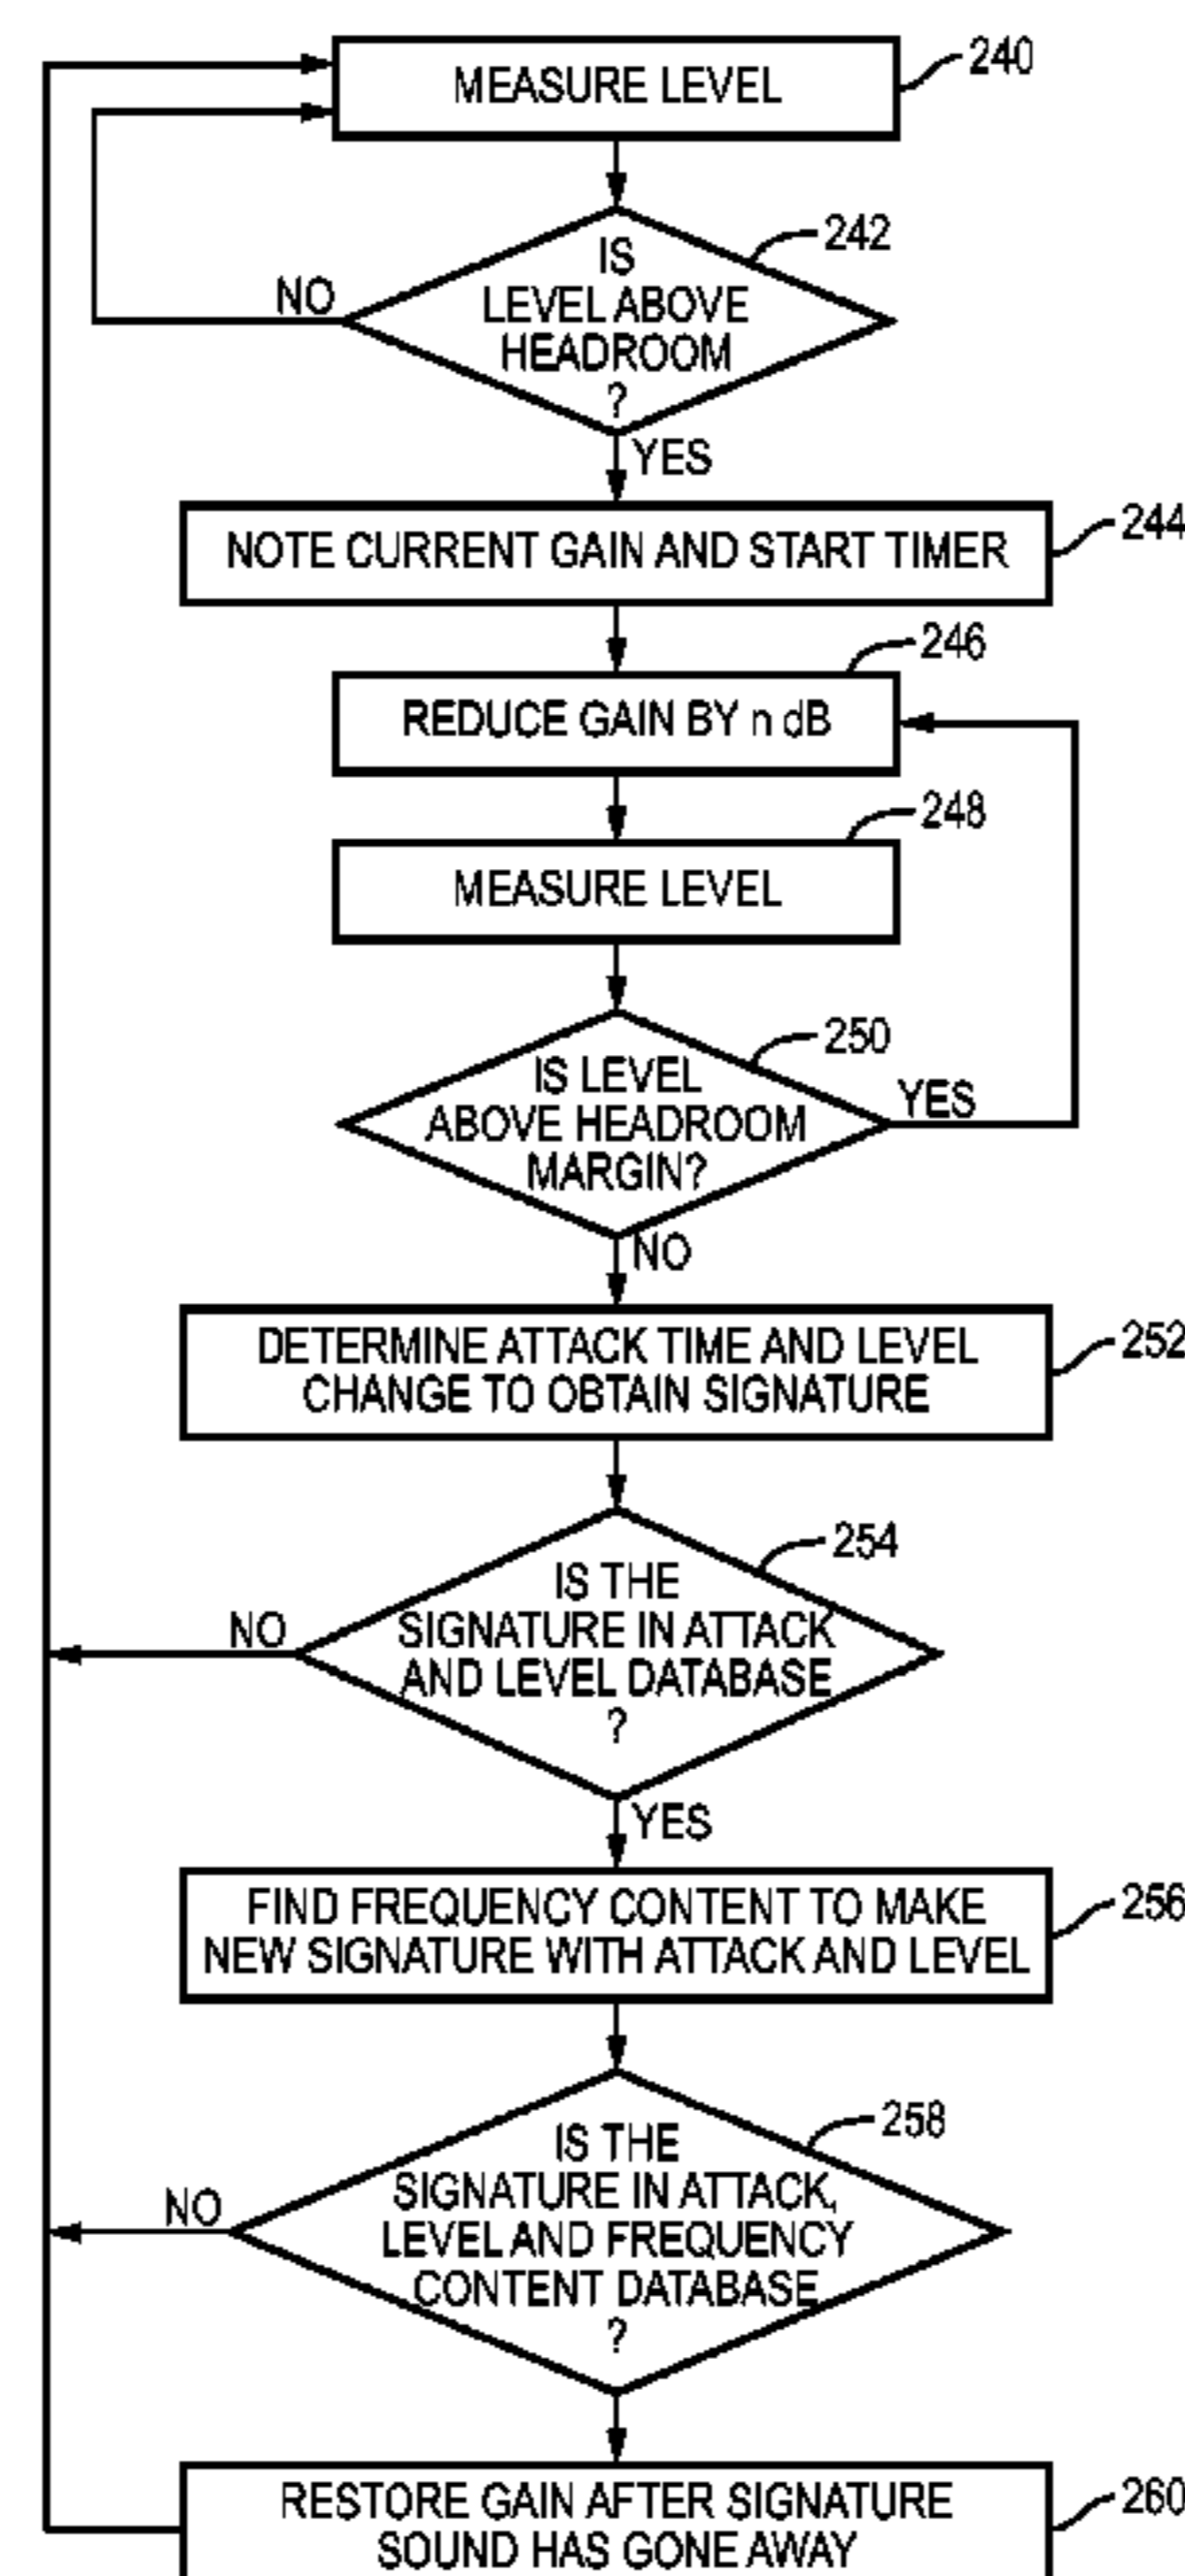 MEASURE LEVEL
240
IS
LEVEL ABOVE
HEADROOM
?
242
NO
YES
NOTE CURRENT GAIN AND START TIMER
244
REDUCE GAIN BY n dB
246
MEASURE LEVEL
248
IS LEVEL
ABOVE HEADROOM
MARGIN?
250
YES
NO
DETERMINE ATTACK TIME AND LEVEL
CHANGE TO OBTAIN SIGNATURE
252
IS THE
SIGNATURE IN ATTACK
AND LEVEL DATABASE
?
254
NO
YES
FIND FREQUENCY CONTENT TO MAKE
NEW SIGNATURE WITH ATTACK AND LEVEL
256
IS THE
SIGNATURE IN ATTACK,
LEVEL AND FREQUENCY
CONTENT DATABASE
?
258
NO
RESTORE GAIN AFTER SIGNATURE
SOUND HAS GONE AWAY
260